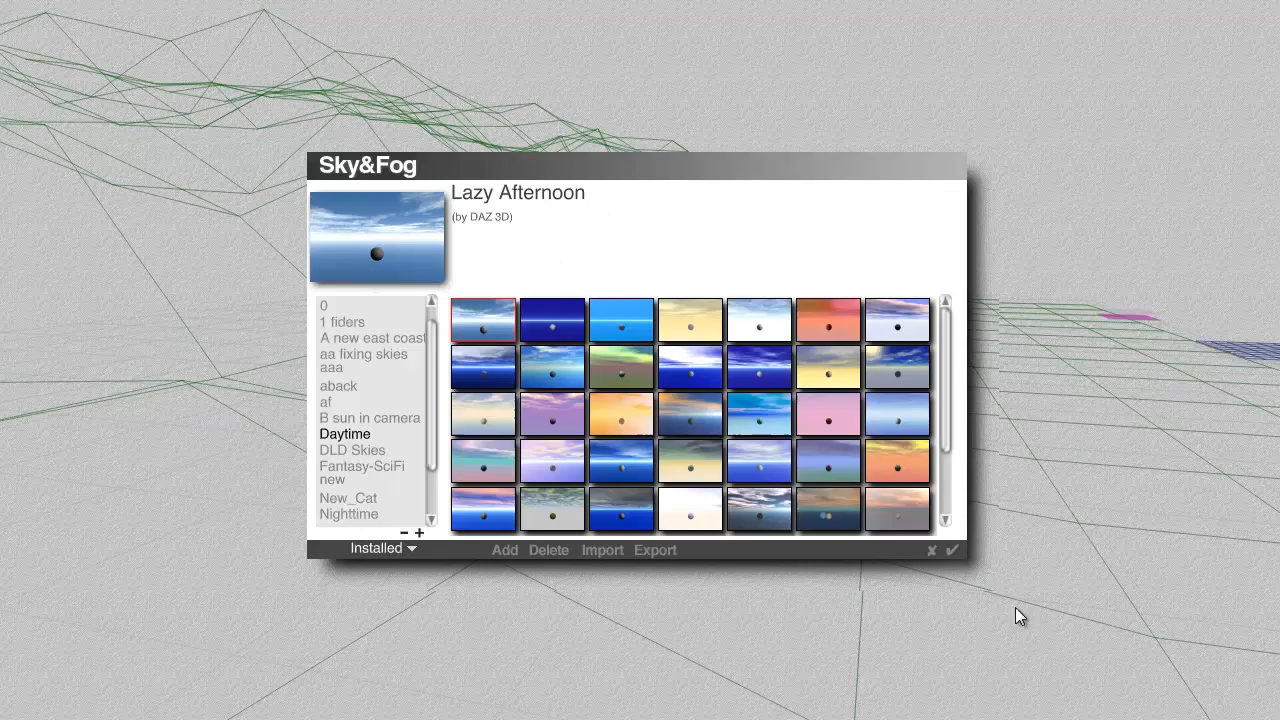 Sky&Fog
Lazy Afternoon
(by DAZ 3D)
0
1 fiders
A new east coast
aa fixing skies
aaa
aback
af
B sun in camera
Daytime
DLD Skies
Fantasy-SciFi
new
New_Cat
Nighttime
Installed
Add Delete Import Export